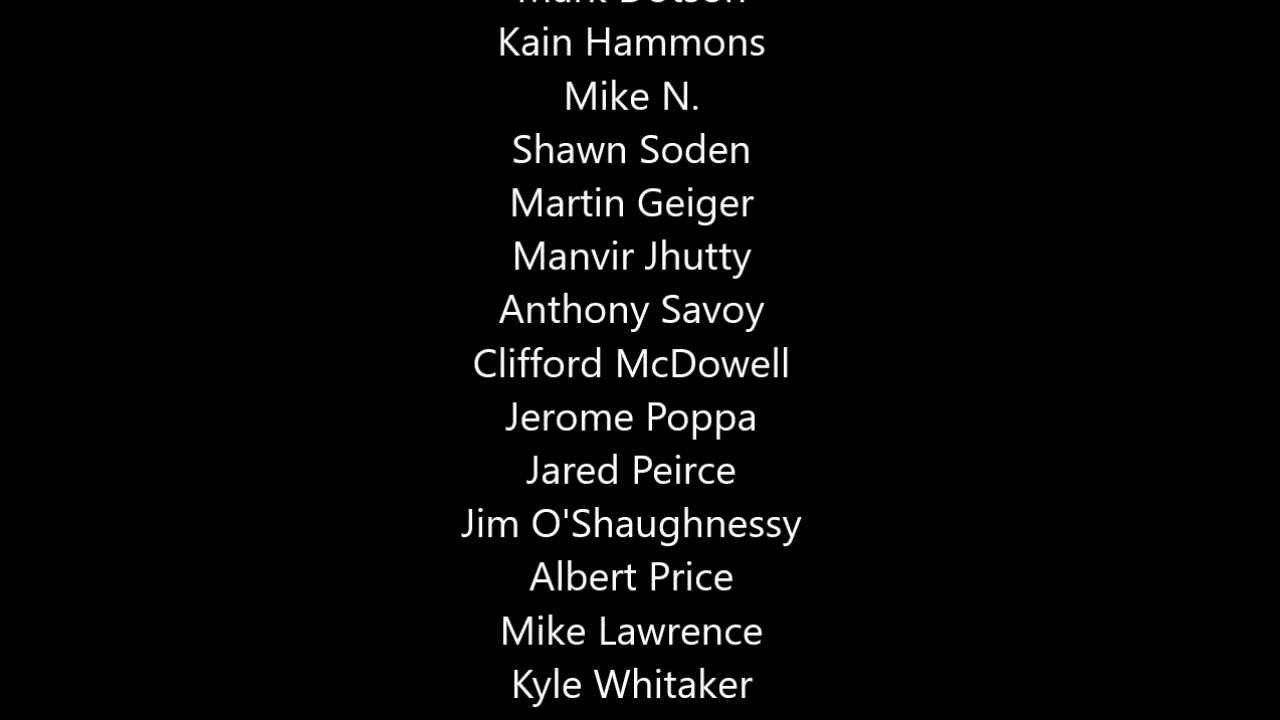 Kain Hammons
Mike N.
Shawn Soden
Martin Geiger
Manvir Jhutty
Anthony Savoy
Clifford McDowell
Jerome Poppa
Jared Peirce
Jim O'Shaughnessy
Albert Price
Mike Lawrence
Kyle Whitaker